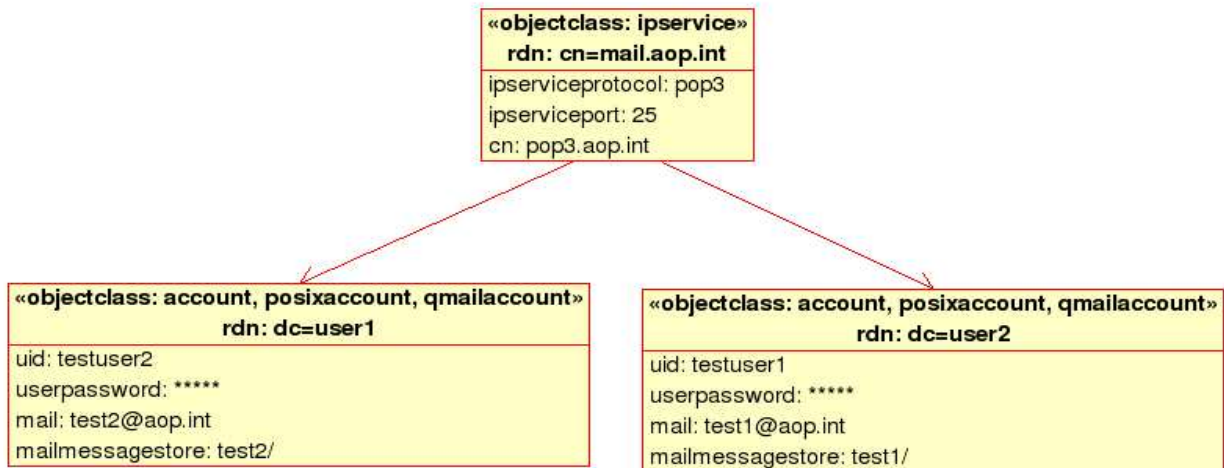 «objectclass: ipservice»
rdn: cn=mail.aop.int
ipserviceprotocol: pop3
ipserviceport: 25
cn: pop3.aop.int
«objectclass: account, posixaccount, qmailaccount»
rdn: dc=user1
uid: testuser2
userpassword: *****
mail: test2@aop.int
mailmessagestore: test2/
«objectclass: account, posixaccount, qmailaccount»
rdn: dc=user2
uid: testuser1
userpassword: *****
mail: test1@aop.int
mailmessagestore: test1/